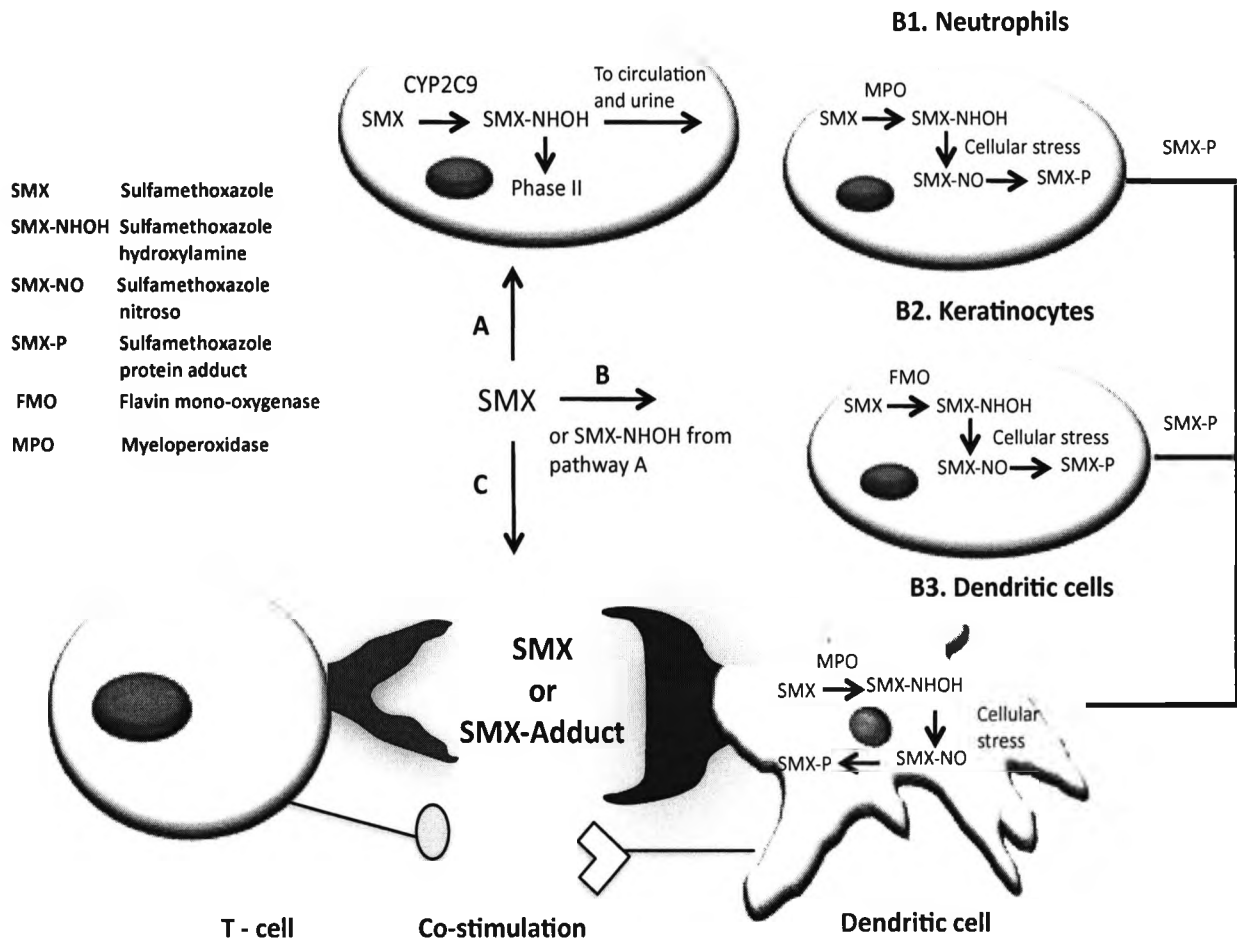 B1. Neutrophils
CYP2C9
To circulation
and urine
SMX
SMX-NHOH
Phase II
MPO
SMX
SMX-NHOH
Cellular stress
SMX-NO
SMX-P
SMX-P
SMX Sulfamethoxazole
SMX-NHOH Sulfamethoxazole
hydroxylamine
SMX-NO Sulfamethoxazole
nitroso
SMX-P Sulfamethoxazole
protein adduct
FMO Flavin mono-oxygenase
MPO Myeloperoxidase
A
SMX
B
or SMX-NHOH from
pathway A
C
B2. Keratinocytes
FMO
SMX
SMX-NHOH
Cellular stress
SMX-NO
SMX-P
SMX-P
B3. Dendritic cells
MPO
SMX
SMX-NHOH
Cellular
stress
SMX-P
SMX-NO
SMX
or
SMX-Adduct
T - cell
Co-stimulation
Dendritic cell